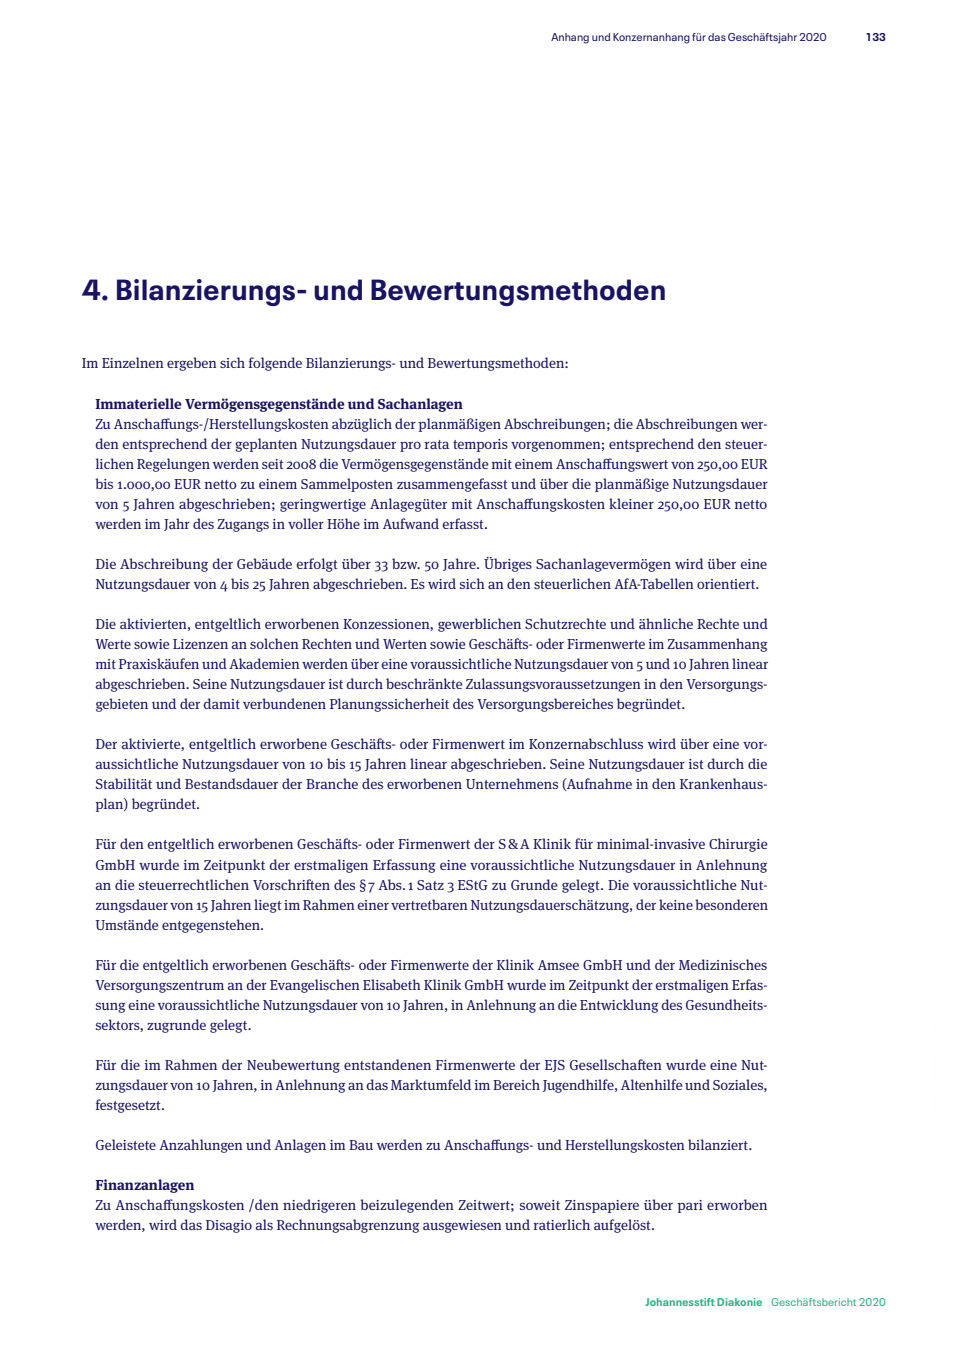 Anhang und Konzernanhang für das Geschäftsjahr 2020 133
4. Bilanzierungs- und Bewertungsmethoden
Im Einzelnen ergeben sich folgende Bilanzierungs- und Bewertungsmethoden:
Immaterielle Vermögensgegenstände und Sachanlagen
Zu Anschaffungs-/Herstellungskosten abzüglich der planmäßigen Abschreibungen; die Abschreibungen wer-
den entsprechend der geplanten Nutzungsdauer pro rata temporis vorgenommen; entsprechend den steuer-
lichen Regelungen werden seit 2008 die Vermögensgegenstände mit einem Anschaffungswert von 250,00 EUR
bis 1.000,00 EUR netto zu einem Sammelposten zusammengefasst und über die planmäßige Nutzungsdauer
von 5 Jahren abgeschrieben; geringwertige Anlagegüter mit Anschaffungskosten kleiner 250,00 EUR netto
werden im Jahr des Zugangs in voller Höhe im Aufwand erfasst.
Die Abschreibung der Gebäude erfolgt über 33 bzw. 50 Jahre. Übriges Sachanlagevermögen wird über eine
Nutzungsdauer von 4 bis 25 Jahren abgeschrieben. Es wird sich an den steuerlichen AfA-Tabellen orientiert.
Die aktivierten, entgeltlich erworbenen Konzessionen, gewerblichen Schutzrechte und ähnliche Rechte und
Werte sowie Lizenzen an solchen Rechten und Werten sowie Geschäfts- oder Firmenwerte im Zusammenhang
mit Praxiskäufen und Akademien werden über eine voraussichtliche Nutzungsdauer von 5 und 10 Jahren linear
abgeschrieben. Seine Nutzungsdauer ist durch beschränkte Zulassungsvoraussetzungen in den Versorgungs-
gebieten und der damit verbundenen Planungssicherheit des Versorgungsbereiches begründet.
Der aktivierte, entgeltlich erworbene Geschäfts- oder Firmenwert im Konzernabschluss wird über eine vor-
aussichtliche Nutzungsdauer von 10 bis 15 Jahren linear abgeschrieben. Seine Nutzungsdauer ist durch die
Stabilität und Bestandsdauer der Branche des erworbenen Unternehmens (Aufnahme in den Krankenhaus-
plan) begründet.
Für den entgeltlich erworbenen Geschäfts- oder Firmenwert der S & A Klinik für minimal-invasive Chirurgie
GmbH wurde im Zeitpunkt der erstmaligen Erfassung eine voraussichtliche Nutzungsdauer in Anlehnung
an die steuerrechtlichen Vorschriften des § 7 Abs. 1 Satz 3 EStG zu Grunde gelegt. Die voraussichtliche Nut-
zungsdauer von 15 Jahren liegt im Rahmen einer vertretbaren Nutzungsdauerschätzung, der keine besonderen
Umstände entgegenstehen.
Für die entgeltlich erworbenen Geschäfts- oder Firmenwerte der Klinik Amsee GmbH und der Medizinisches
Versorgungszentrum an der Evangelischen Elisabeth Klinik GmbH wurde im Zeitpunkt der erstmaligen Erfas-
sung eine voraussichtliche Nutzungsdauer von 10 Jahren, in Anlehnung an die Entwicklung des Gesundheits-
sektors, zugrunde gelegt.
Für die im Rahmen der Neubewertung entstandenen Firmenwerte der EJS Gesellschaften wurde eine Nut-
zungsdauer von 10 Jahren, in Anlehnung an das Marktumfeld im Bereich Jugendhilfe, Altenhilfe und Soziales,
festgesetzt.
Geleistete Anzahlungen und Anlagen im Bau werden zu Anschaffungs- und Herstellungskosten bilanziert.
Finanzanlagen
Zu Anschaffungskosten /den niedrigeren beizulegenden Zeitwert; soweit Zinspapiere über pari erworben
werden, wird das Disagio als Rechnungsabgrenzung ausgewiesen und ratierlich aufgelöst.
Johannesstift Diakonie Geschäftsbericht 2020